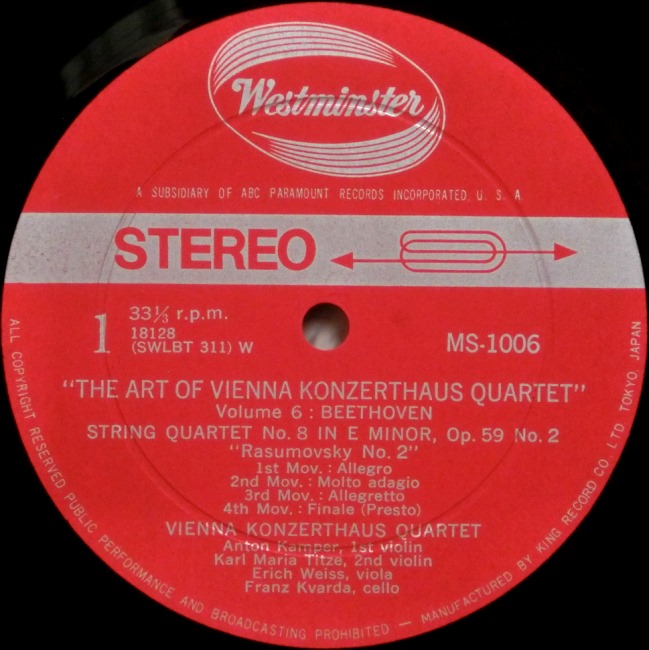 Westminster
A SUBSIDIARY OF ABC PARAMOUNT RECORDS INCORPORATED, U. S. A.
STEREO
1
33⅓ r.p.m.
18128
(SWLBT 311) W
MS-1006
"THE ART OF VIENNA KONZERTHAUS QUARTET"
Volume 6 : BEETHOVEN
STRING QUARTET No. 8 IN E MINOR, Op. 59 No. 2
"Rasumovsky No. 2"
1st Mov. : Allegro
2nd Mov. : Molto adagio
3rd Mov. : Allegretto
4th Mov. : Finale (Presto)
VIENNA KONZERTHAUS QUARTET
Anton Kamper, 1st violin
Karl Maria Titze, 2nd violin
Erich Weiss, viola
Franz Kvarda, cello
ALL COPYRIGHT RESERVED PUBLIC PERFORMANCE AND BROADCASTING PROHIBITED — MANUFACTURED BY KING RECORD CO. LTD TOKYO, JAPAN